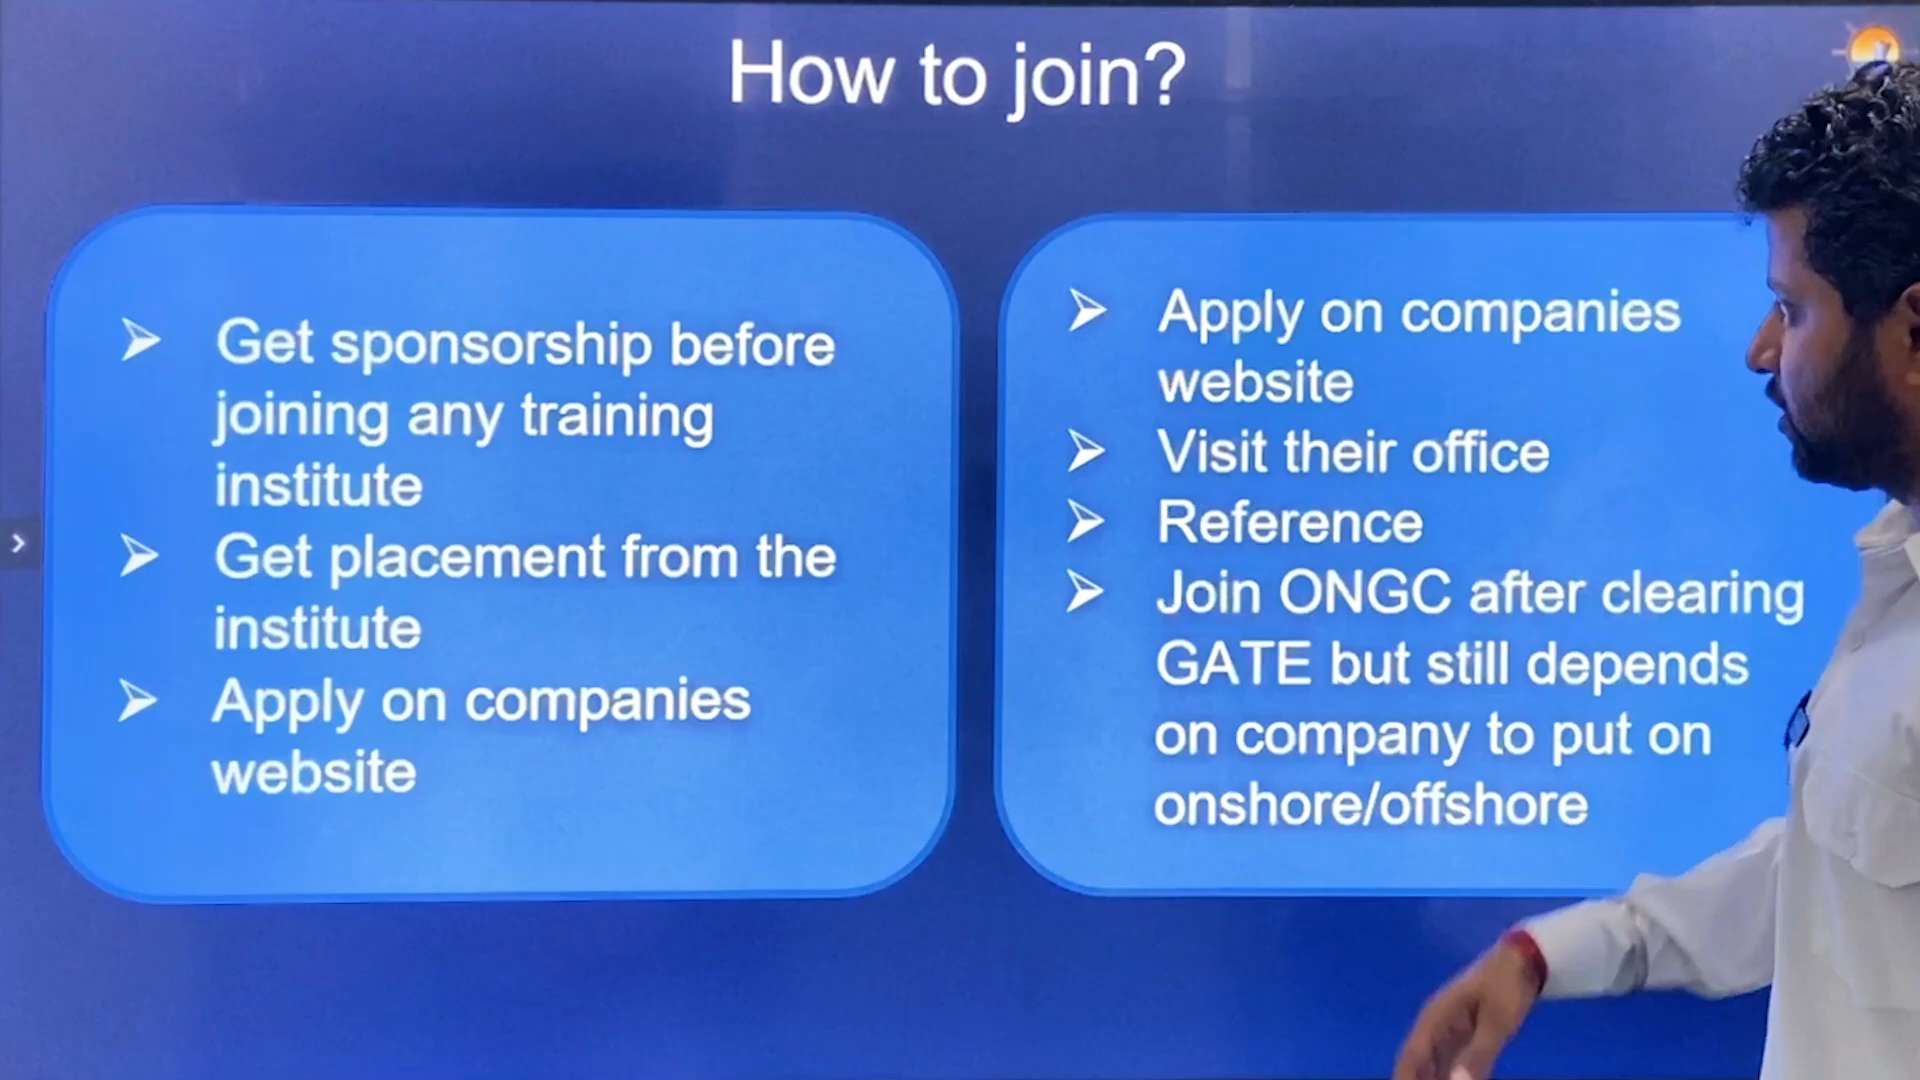 How to join?
➢ Get sponsorship before
joining any training
institute
➢ Get placement from the
institute
➢ Apply on companies
website
➢ Apply on companies
website
➢ Visit their office
➢ Reference
➢ Join ONGC after clearing
GATE but still depends
on company to put on
onshore/offshore